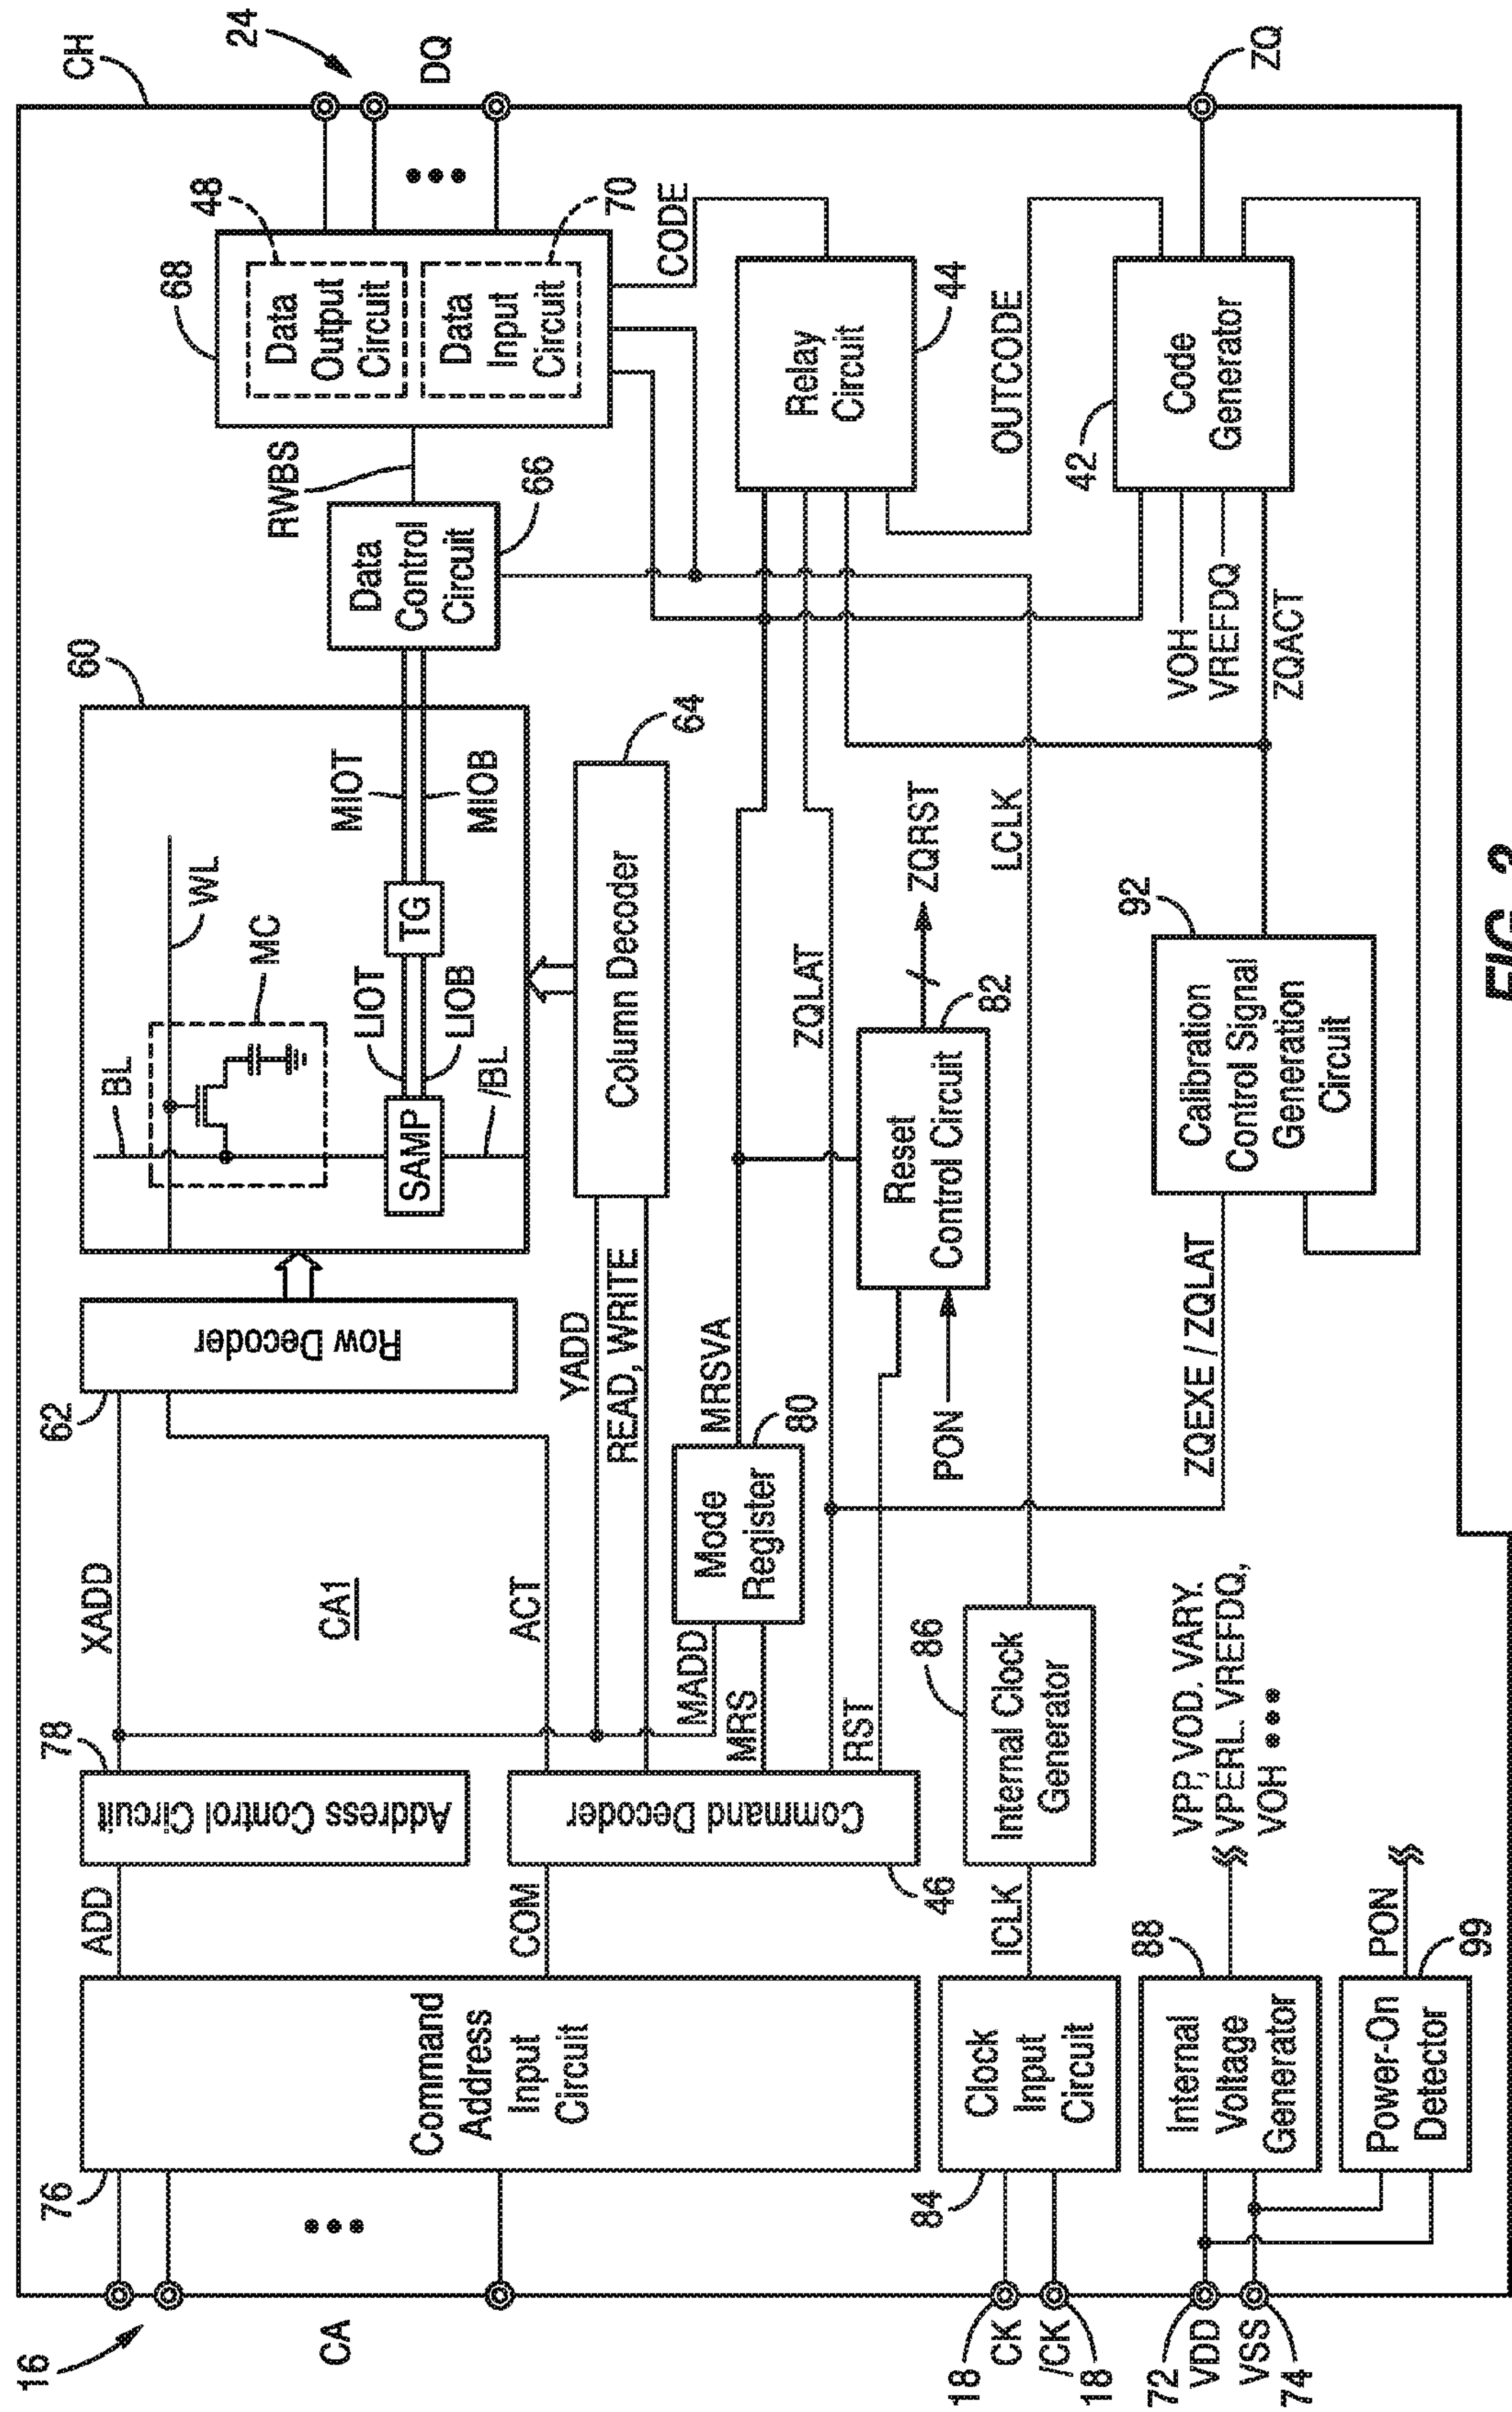 CH
24
DQ
68
48
Data
Output
Circuit
70
Data
Input
Circuit
RWBS
66
Data
Control
Circuit
60
BL
WL
MC
MIOT
MIOB
LIOT
LIOB
TG
SAMP
/BL
Row Decoder
62
64
Column Decoder
YADD
READ, WRITE
XADD
CA1
ACT
78
Address Control Circuit
ADD
Command Decoder
46
COM
76
Command
Address
Input
Circuit
16
CA
MADD
MRS
RST
Mode
Register
80
MRSVA
PON
Reset
Control Circuit
82
ZQRST
ZQLAT
CODE
Relay
Circuit
44
OUTCODE
Code
Generator
42
ZQ
VOH
VREFDQ
ZQACT
LCLK
92
Calibration
Control Signal
Generation
Circuit
ZQEXE / ZQLAT
86
Internal Clock
Generator
ICLK
84
Clock
Input
Circuit
18
CK
/CK
18
88
Internal
Voltage
Generator
VPP, VOD. VARY.
VPERL. VREFDQ,
VOH •••
72
VDD
VSS
74
PON
99
Power-On
Detector